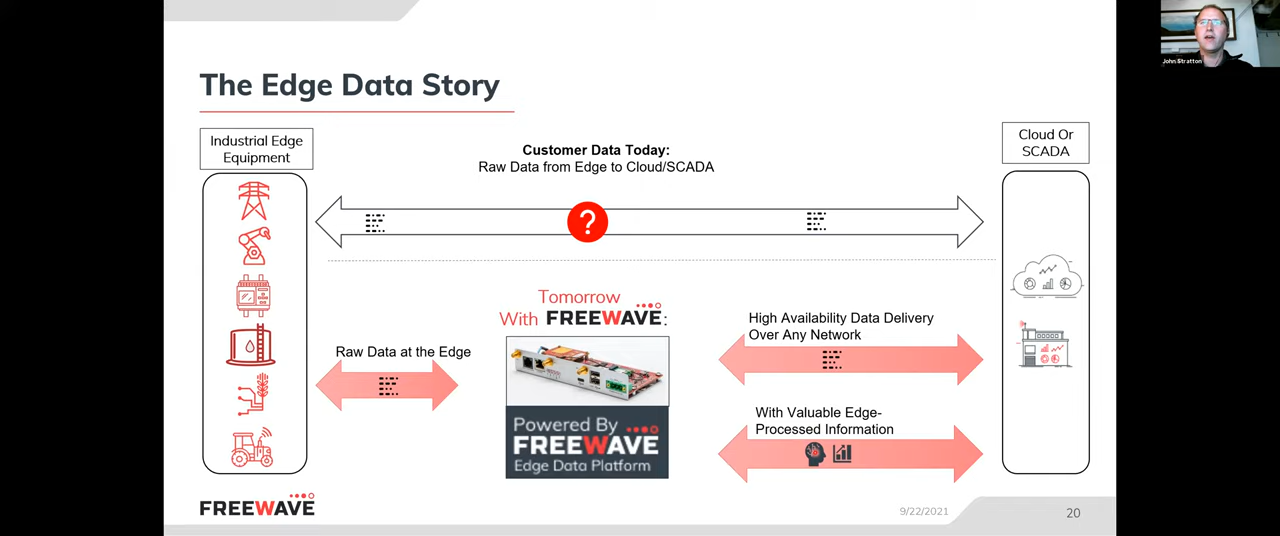 John Stratton
The Edge Data Story
Industrial Edge
Equipment
Cloud Or
SCADA
Customer Data Today:
Raw Data from Edge to Cloud/SCADA
?
Tomorrow
With FREEWAVE:
Raw Data at the Edge
High Availability Data Delivery
Over Any Network
Powered By
FREEWAVE
Edge Data Platform
With Valuable Edge-
Processed Information
FREEWAVE
9/22/2021
20